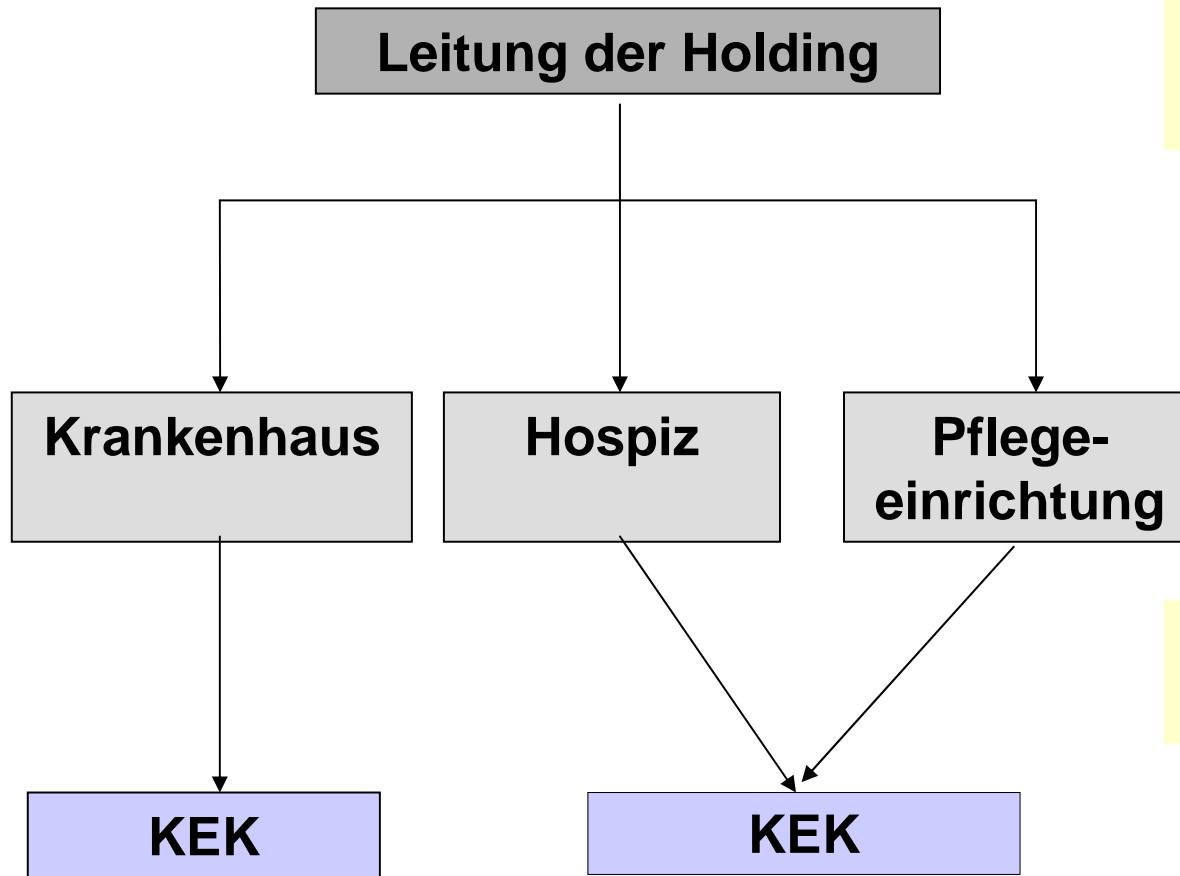 Leitung der Holding
Krankenhaus
Hospiz
Pflege-
einrichtung
KEK
KEK